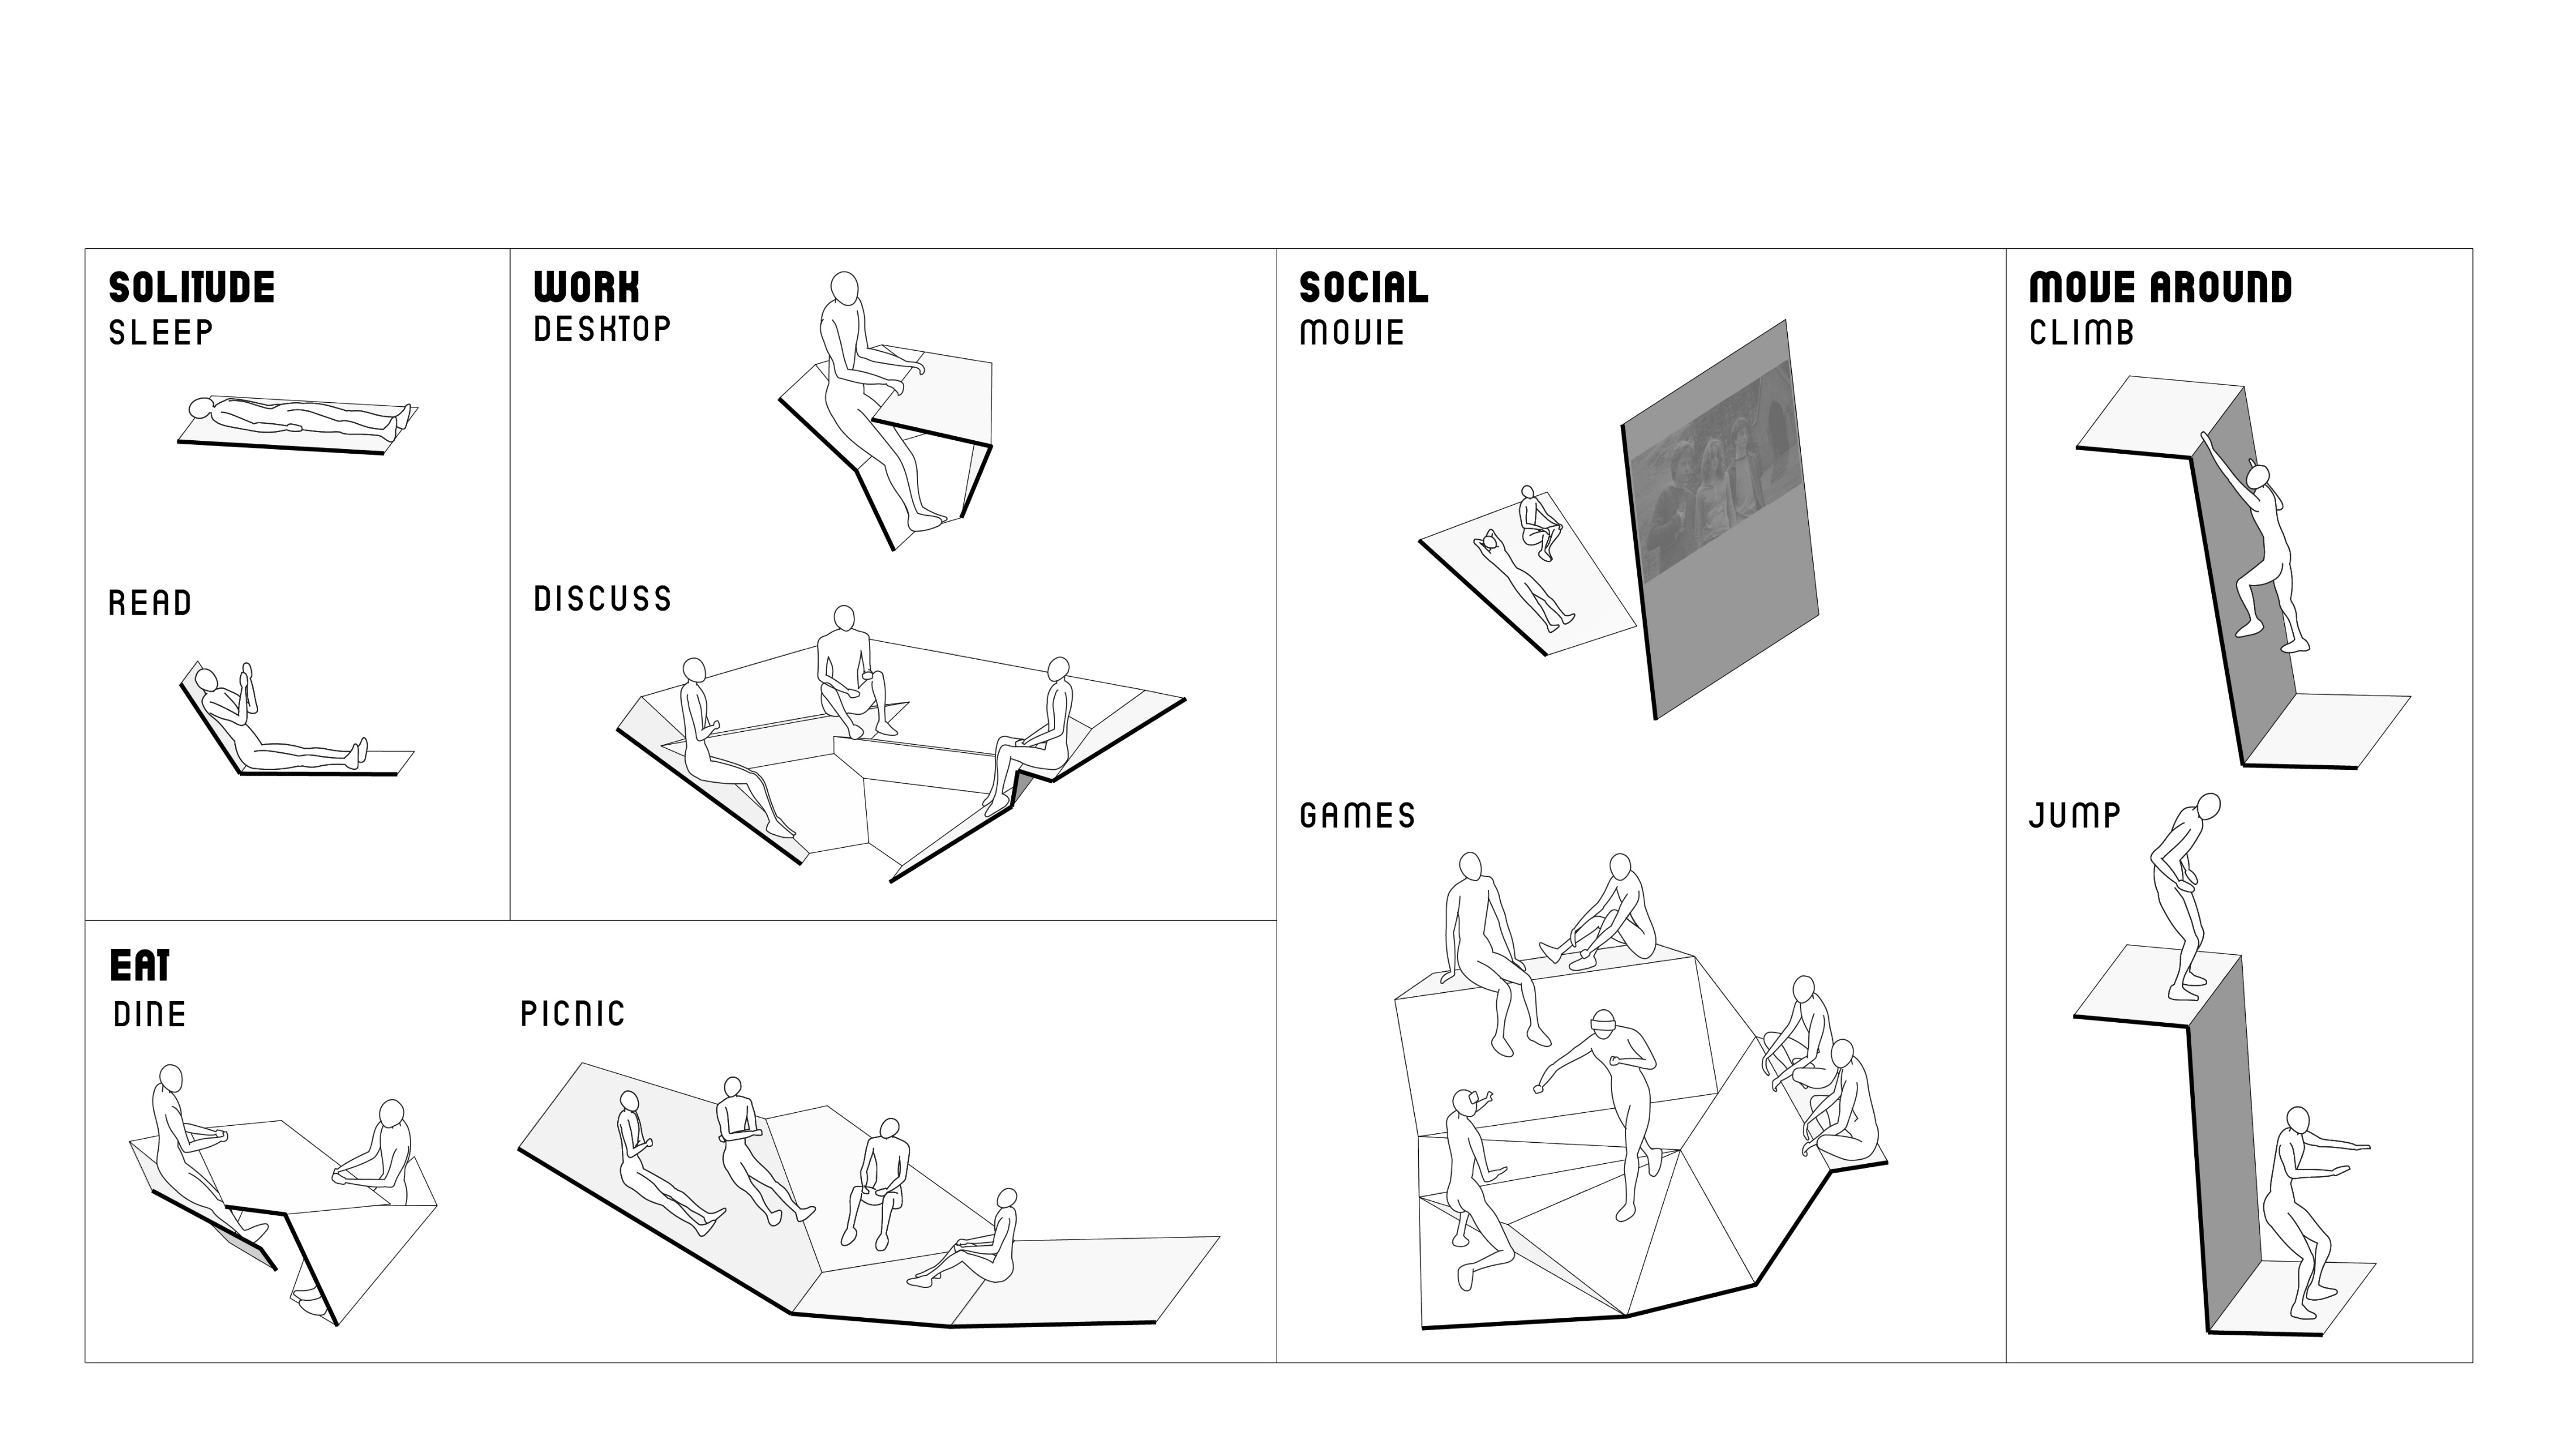 SOLITUDE
SLEEP
READ
WORK
DESKTOP
DISCUSS
EAT
DINE
PICNIC
SOCIAL
MOVIE
GAMES
MOVE AROUND
CLIMB
JUMP